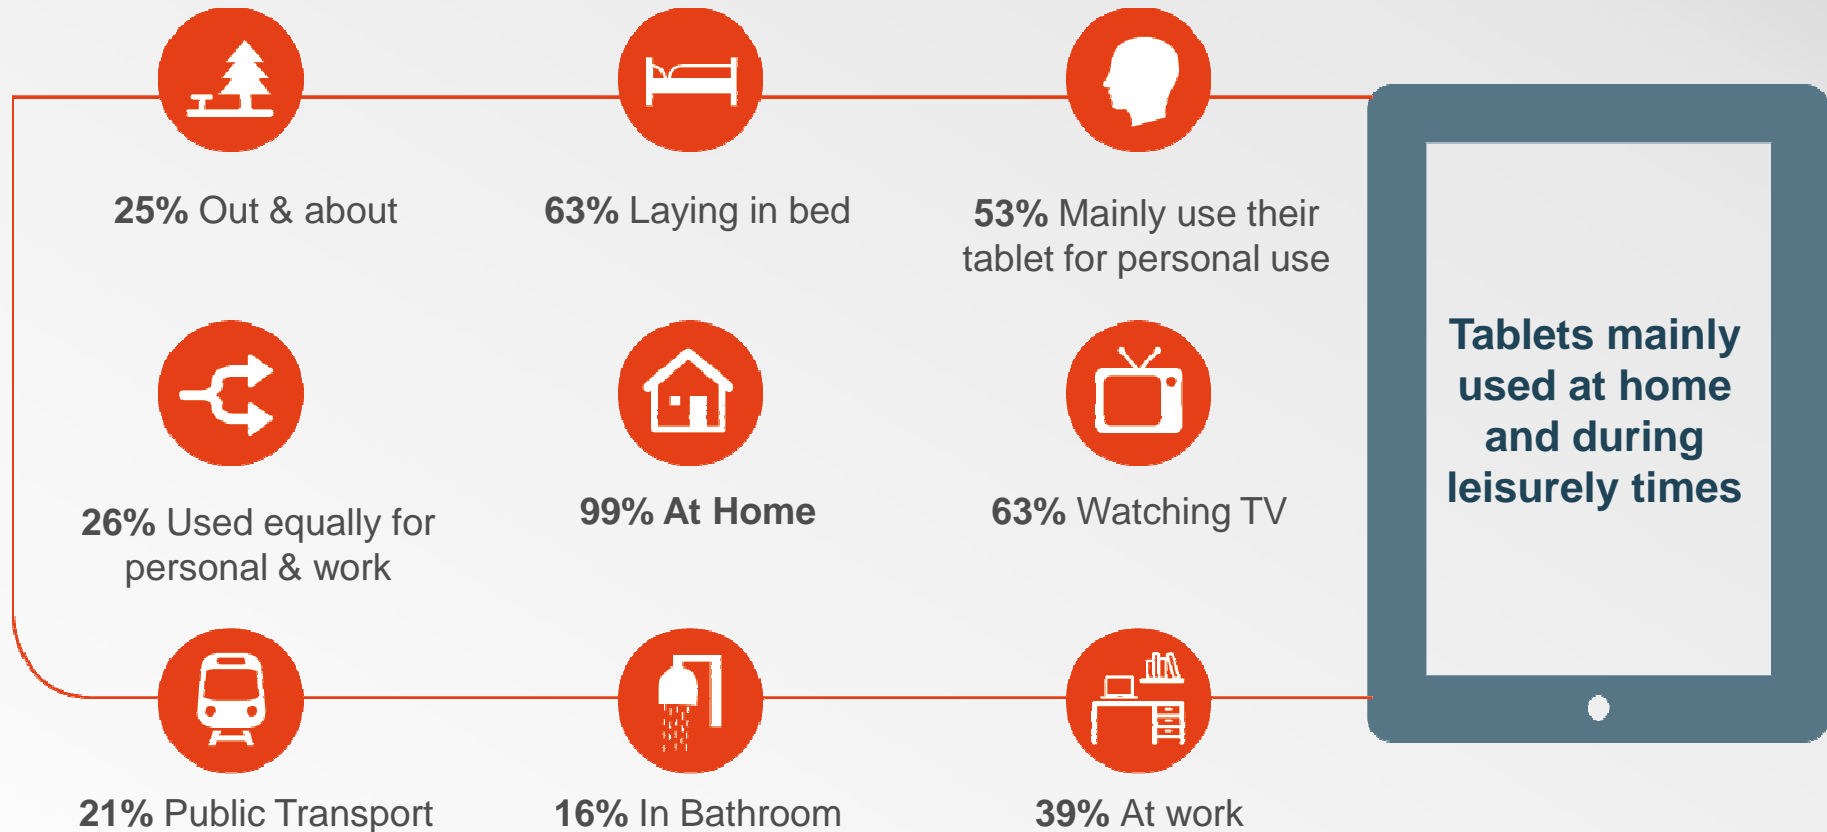 25% Out & about
63% Laying in bed
53% Mainly use their
tablet for personal use
26% Used equally for
personal & work
99% At Home
63% Watching TV
21% Public Transport
16% In Bathroom
39% At work
Tablets mainly
used at home
and during
leisurely times